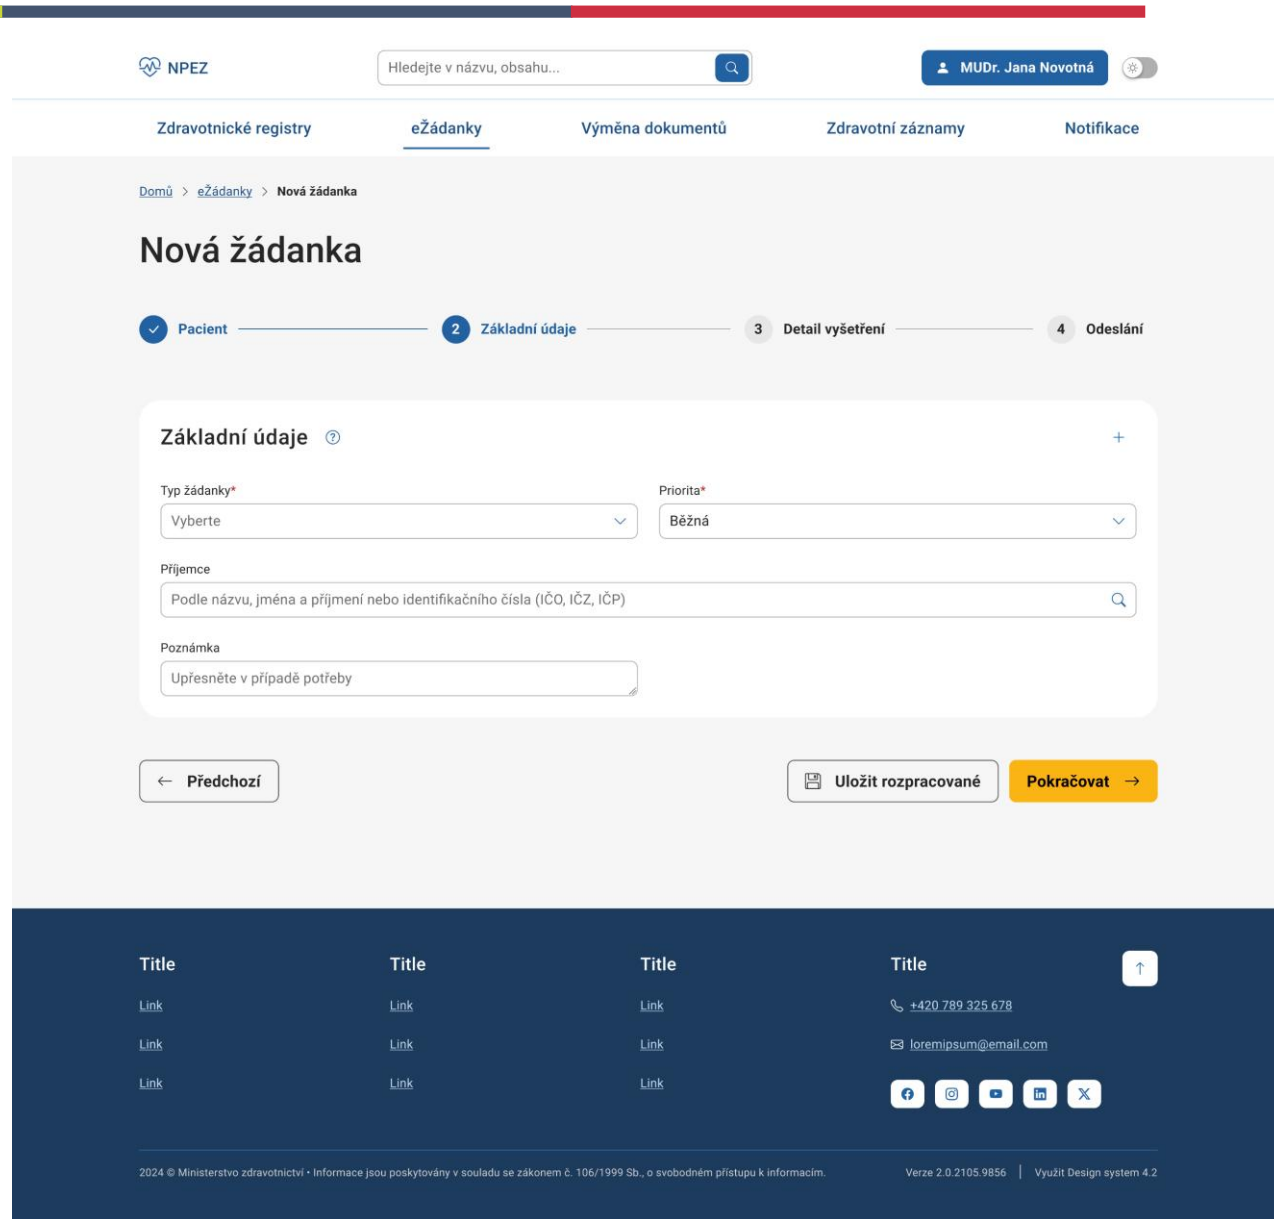 NPEZ
Hledejte v názvu, obsahu...
MUDr. Jana Novotná
Zdravotnické registry eŽádanky Výměna dokumentů Zdravotní záznamy Notifikace
Domů > eŽádanky > Nová žádanka
Nová žádanka
Pacient 2 Základní údaje 3 Detail vyšetření 4 Odeslání
Základní údaje ?
Typ žádanky* Priorita*
Vyberte Běžná
Příjemce
Podle názvu, jména a příjmení nebo identifikačního čísla (IČO, IČZ, IČP)
Poznámka
Upřesněte v případě potřeby
Předchozí Uložit rozpracované Pokračovat
Title Title Title Title
Link Link Link +420 789 325 678
Link Link Link loremipsum@email.com
Link Link Link
2024 © Ministerstvo zdravotnictví • Informace jsou poskytovány v souladu se zákonem č. 106/1999 Sb., o svobodném přístupu k informacím. Verze 2.0.2105.9856 | Využit Design system 4.2